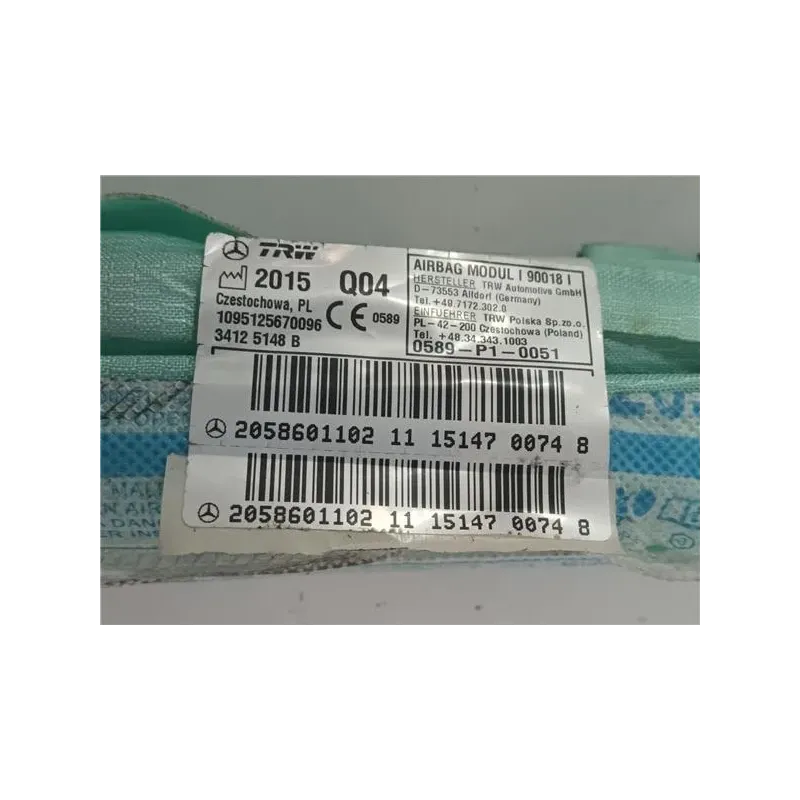 TRW
2015 Q04
Czestochowa, PL
1095125670096 CE 0589
3412 5148 B
AIRBAG MODUL I 90018 I
HERSTELLER TRW Automotive GmbH
D-73553 Alfdorf (Germany)
Tel. +49.7172.302.0
EINFUEHRER TRW Polska Sp.zo.o.
PL-42-200 Czestochowa (Poland)
Tel. +48.34.343.1003
0589-P1-0051
2058601102 11 15147 0074 8
2058601102 11 15147 0074 8